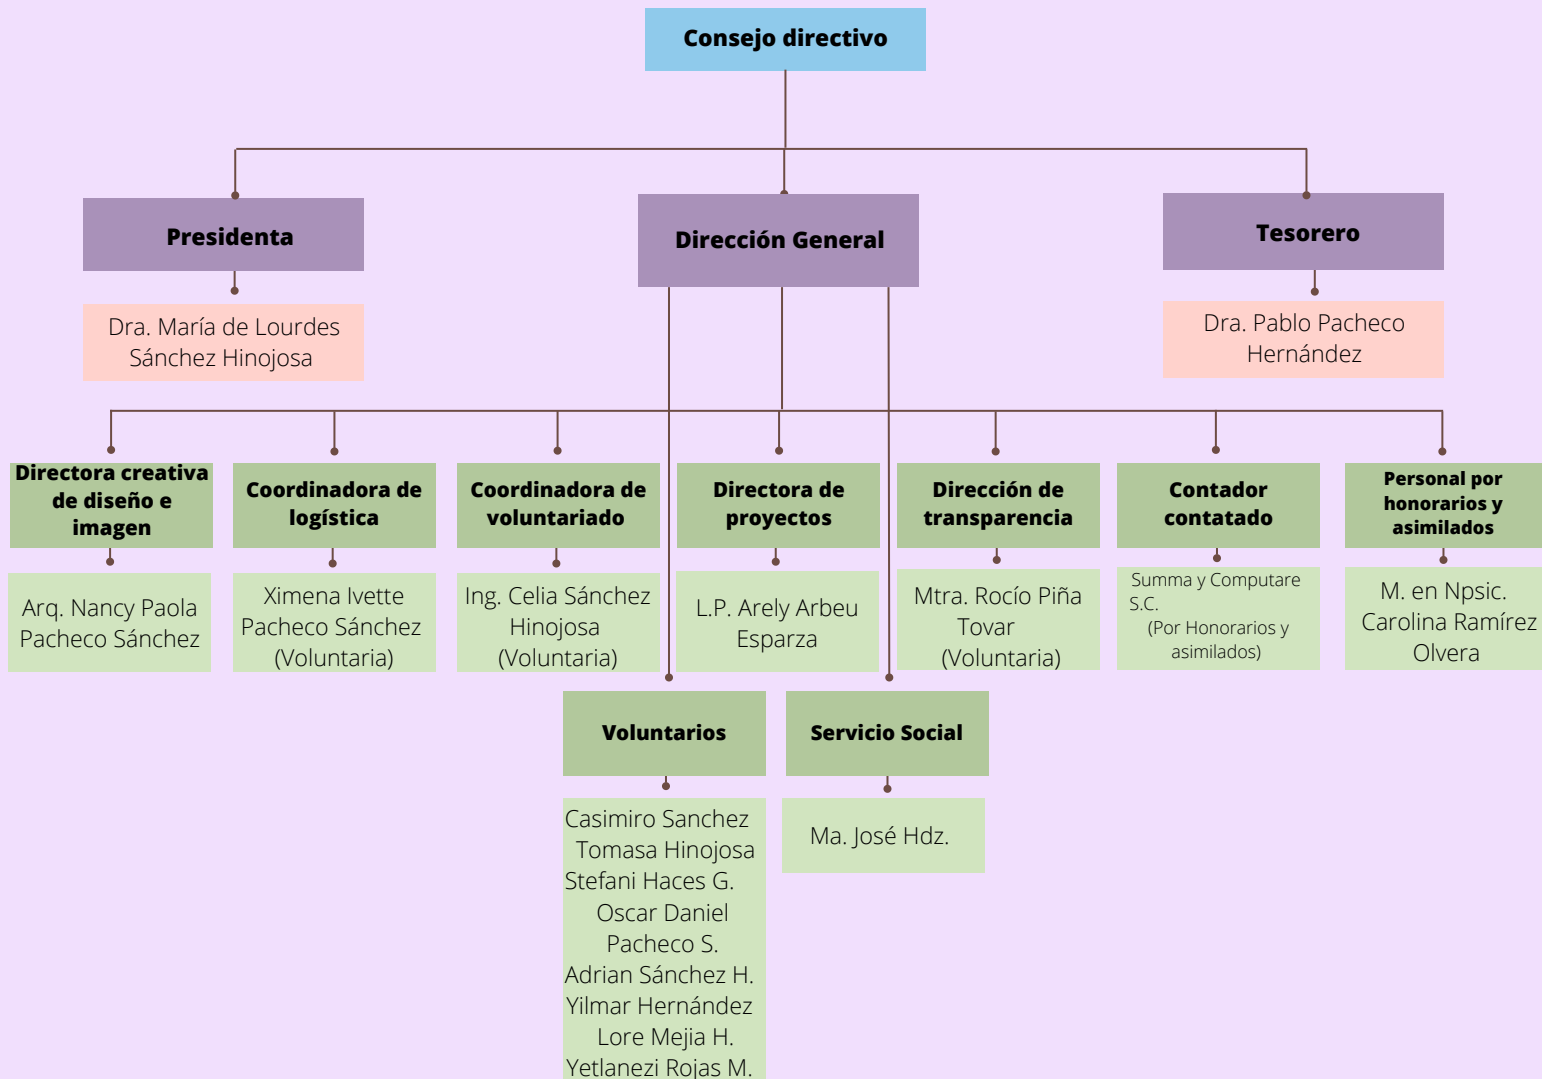 Consejo directivo
Presidenta
Dirección General
Tesorero
Dra. María de Lourdes
Sánchez Hinojosa
Dra. Pablo Pacheco
Hernández
Directora creativa
de diseño e
imagen
Coordinadora de
logística
Coordinadora de
voluntariado
Directora de
proyectos
Dirección de
transparencia
Contador
contatado
Personal por
honorarios y
asimilados
Arq. Nancy Paola
Pacheco Sánchez
Ximena Ivette
Pacheco Sánchez
(Voluntaria)
Ing. Celia Sánchez
Hinojosa
(Voluntaria)
L.P. Arely Arbeu
Esparza
Mtra. Rocío Piña
Tovar
(Voluntaria)
Summa y Computare
S.C.
(Por Honorarios y
asimilados)
M. en Npsic.
Carolina Ramírez
Olvera
Voluntarios
Servicio Social
Casimiro Sanchez
Tomasa Hinojosa
Stefani Haces G.
Oscar Daniel
Pacheco S.
Adrian Sánchez H.
Yilmar Hernández
Lore Mejia H.
Yetlanezi Rojas M.
Ma. José Hdz.